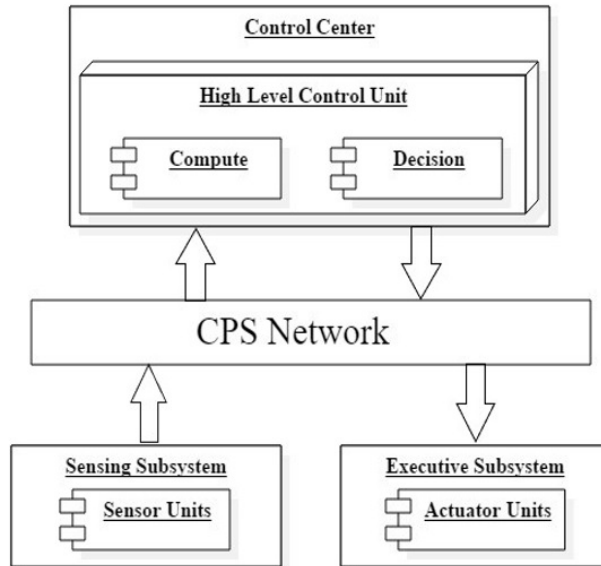 Control Center
High Level Control Unit
Compute
Decision
CPS Network
Sensing Subsystem
Sensor Units
Executive Subsystem
Actuator Units